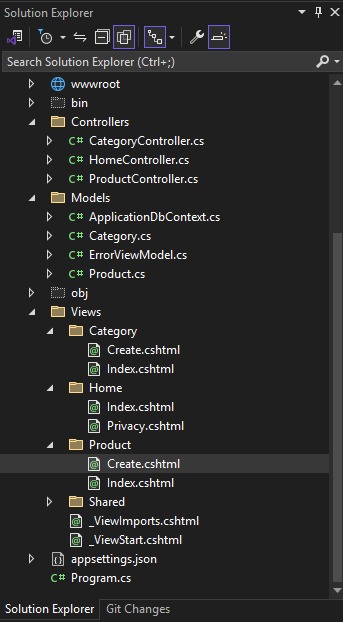 Solution Explorer
Search Solution Explorer (Ctrl+;)
wwwroot
bin
Controllers
C# CategoryController.cs
C# HomeController.cs
C# ProductController.cs
Models
C# ApplicationDbContext.cs
C# Category.cs
C# ErrorViewModel.cs
C# Product.cs
obj
Views
Category
@ Create.cshtml
@ Index.cshtml
Home
@ Index.cshtml
@ Privacy.cshtml
Product
@ Create.cshtml
@ Index.cshtml
Shared
@ _ViewImports.cshtml
@ _ViewStart.cshtml
appsettings.json
C# Program.cs
Solution Explorer Git Changes